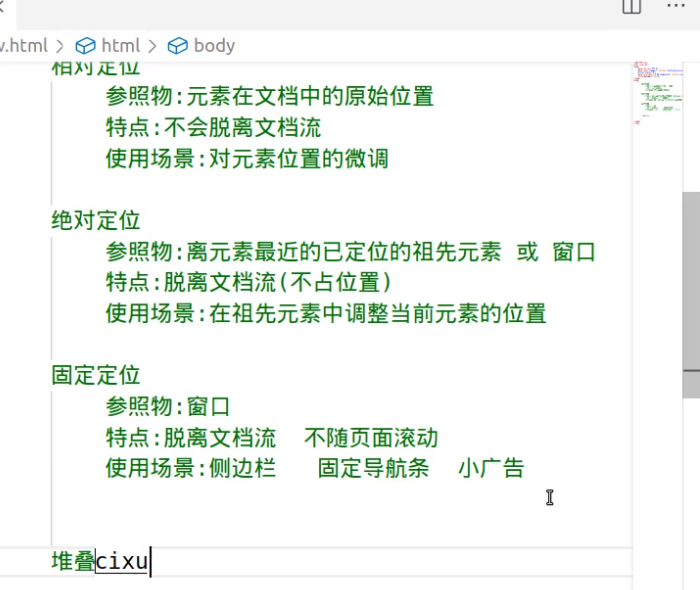 w.html > html > body
相对定位
参照物:元素在文档中的原始位置
特点:不会脱离文档流
使用场景:对元素位置的微调
绝对定位
参照物:离元素最近的已定位的祖先元素 或 窗口
特点:脱离文档流(不占位置)
使用场景:在祖先元素中调整当前元素的位置
固定定位
参照物:窗口
特点:脱离文档流 不随页面滚动
使用场景:侧边栏 固定导航条 小广告
堆叠cixu